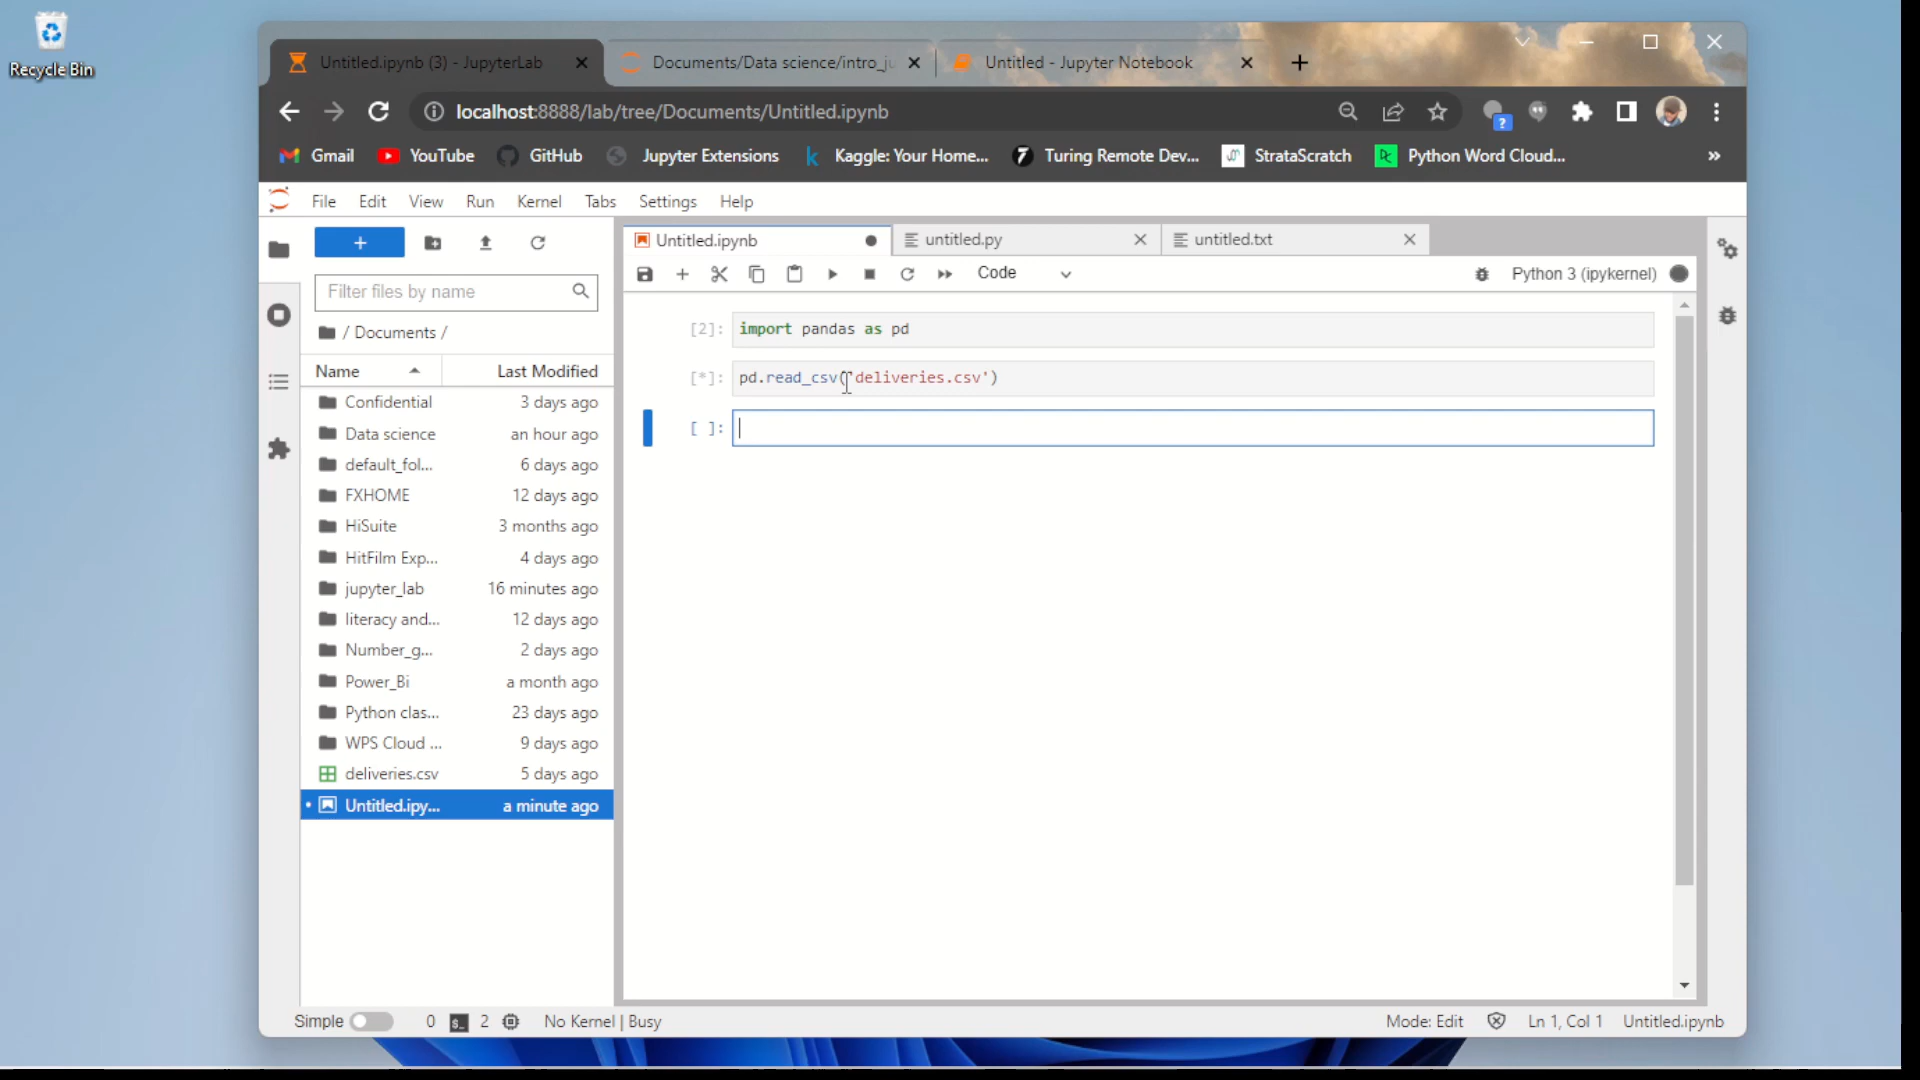 Recycle Bin
Untitled.ipynb (3) - JupyterLab
Documents/Data science/intro_ju
Untitled - Jupyter Notebook
localhost:8888/lab/tree/Documents/Untitled.ipynb
Gmail YouTube GitHub Jupyter Extensions Kaggle: Your Home... Turing Remote Dev... StrataScratch Python Word Cloud... »
File Edit View Run Kernel Tabs Settings Help
Untitled.ipynb untitled.py untitled.txt
Code Python 3 (ipykernel)
Filter files by name
/ Documents /
Name Last Modified
Confidential 3 days ago
Data science an hour ago
default_fol... 6 days ago
FXHOME 12 days ago
HiSuite 3 months ago
HitFilm Exp... 4 days ago
jupyter_lab 16 minutes ago
literacy and... 12 days ago
Number_g... 2 days ago
Power_Bi a month ago
Python clas... 23 days ago
WPS Cloud ... 9 days ago
deliveries.csv 5 days ago
Untitled.ipy... a minute ago
[2]: import pandas as pd
[*]: pd.read_csv('deliveries.csv')
[ ]:
Simple 0 2 No Kernel | Busy Mode: Edit Ln 1, Col 1 Untitled.ipynb